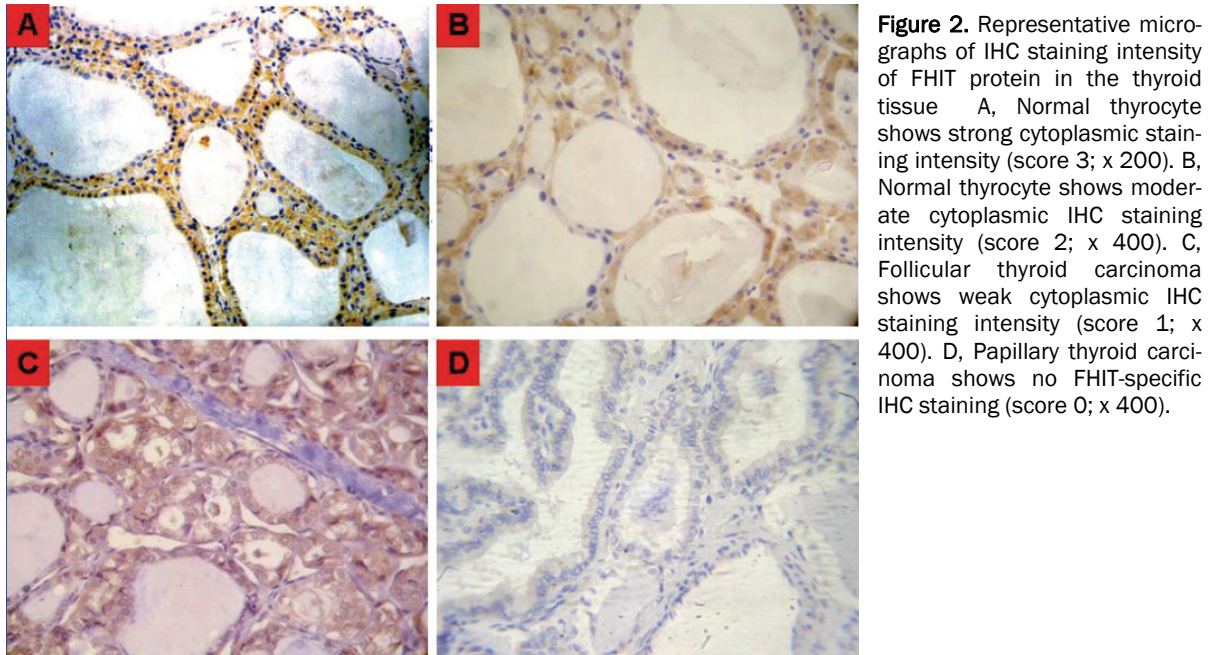 A
B
C
D
Figure 2. Representative micro-
graphs of IHC staining intensity
of FHIT protein in the thyroid
tissue A, Normal thyrocyte
shows strong cytoplasmic stain-
ing intensity (score 3; x 200). B,
Normal thyrocyte shows moder-
ate cytoplasmic IHC staining
intensity (score 2; x 400). C,
Follicular thyroid carcinoma
shows weak cytoplasmic IHC
staining intensity (score 1; x
400). D, Papillary thyroid carci-
noma shows no FHIT-specific
IHC staining (score 0; x 400).